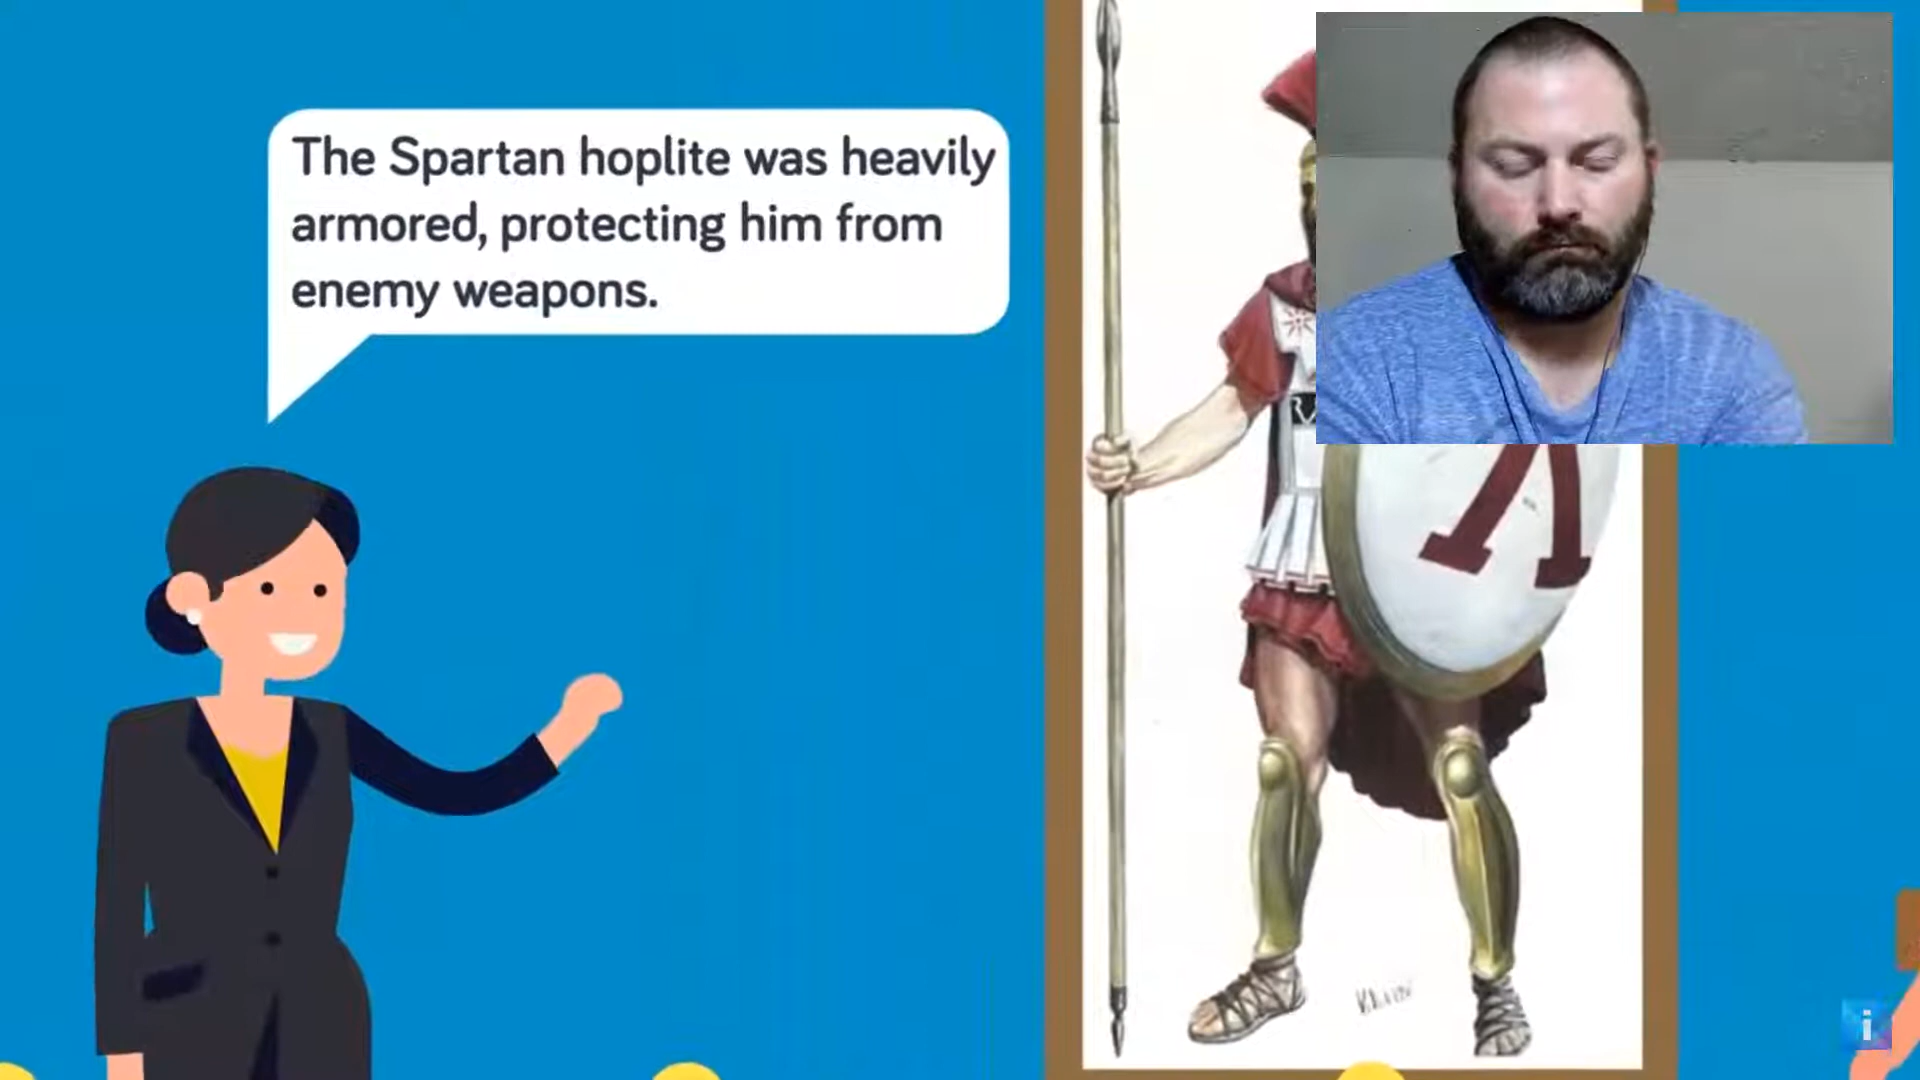 The Spartan hoplite was heavily
armored, protecting him from
enemy weapons.
Λ
i